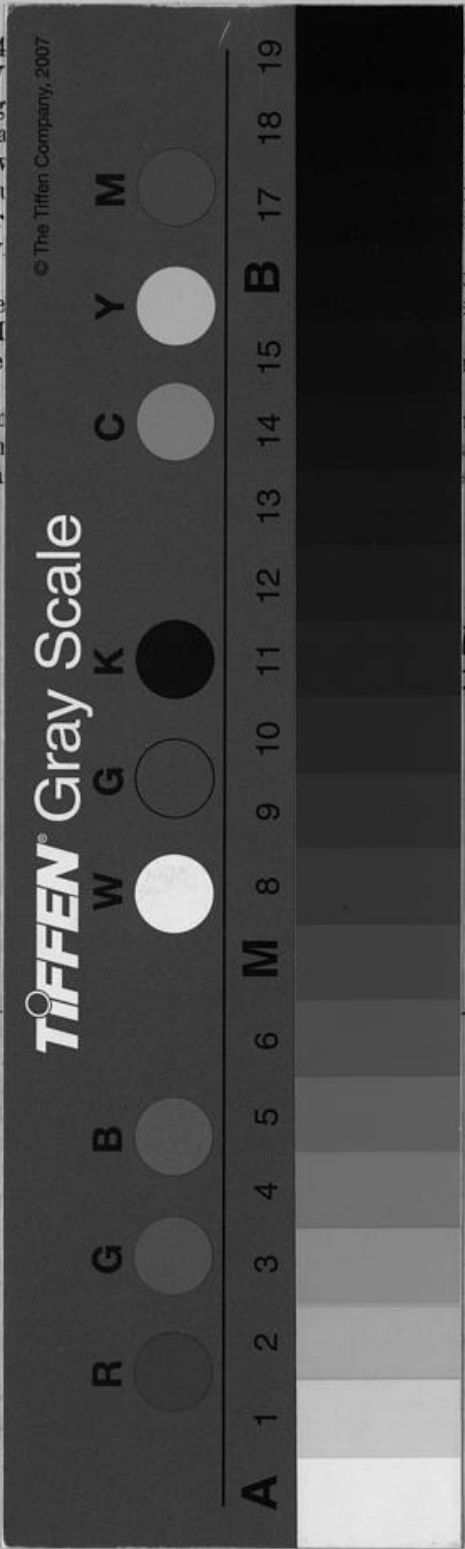 © The Tiffen Company, 2007
TIFFEN® Gray Scale
R G B W G K C Y M
A 1 2 3 4 5 6 M 8 9 10 11 12 13 14 15 B 17 18 19